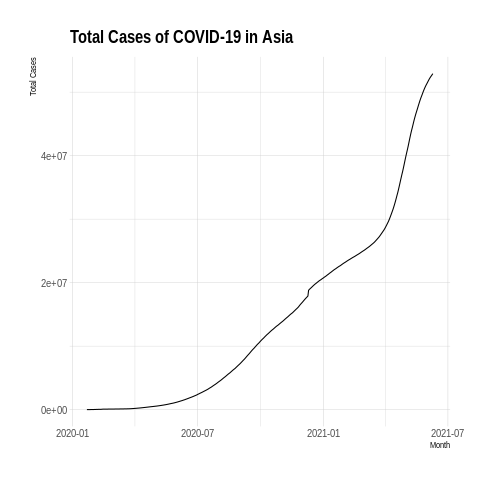 Total Cases of COVID-19 in Asia
Total Cases
4e+07
2e+07
0e+00
2020-01
2020-07
2021-01
2021-07
Month